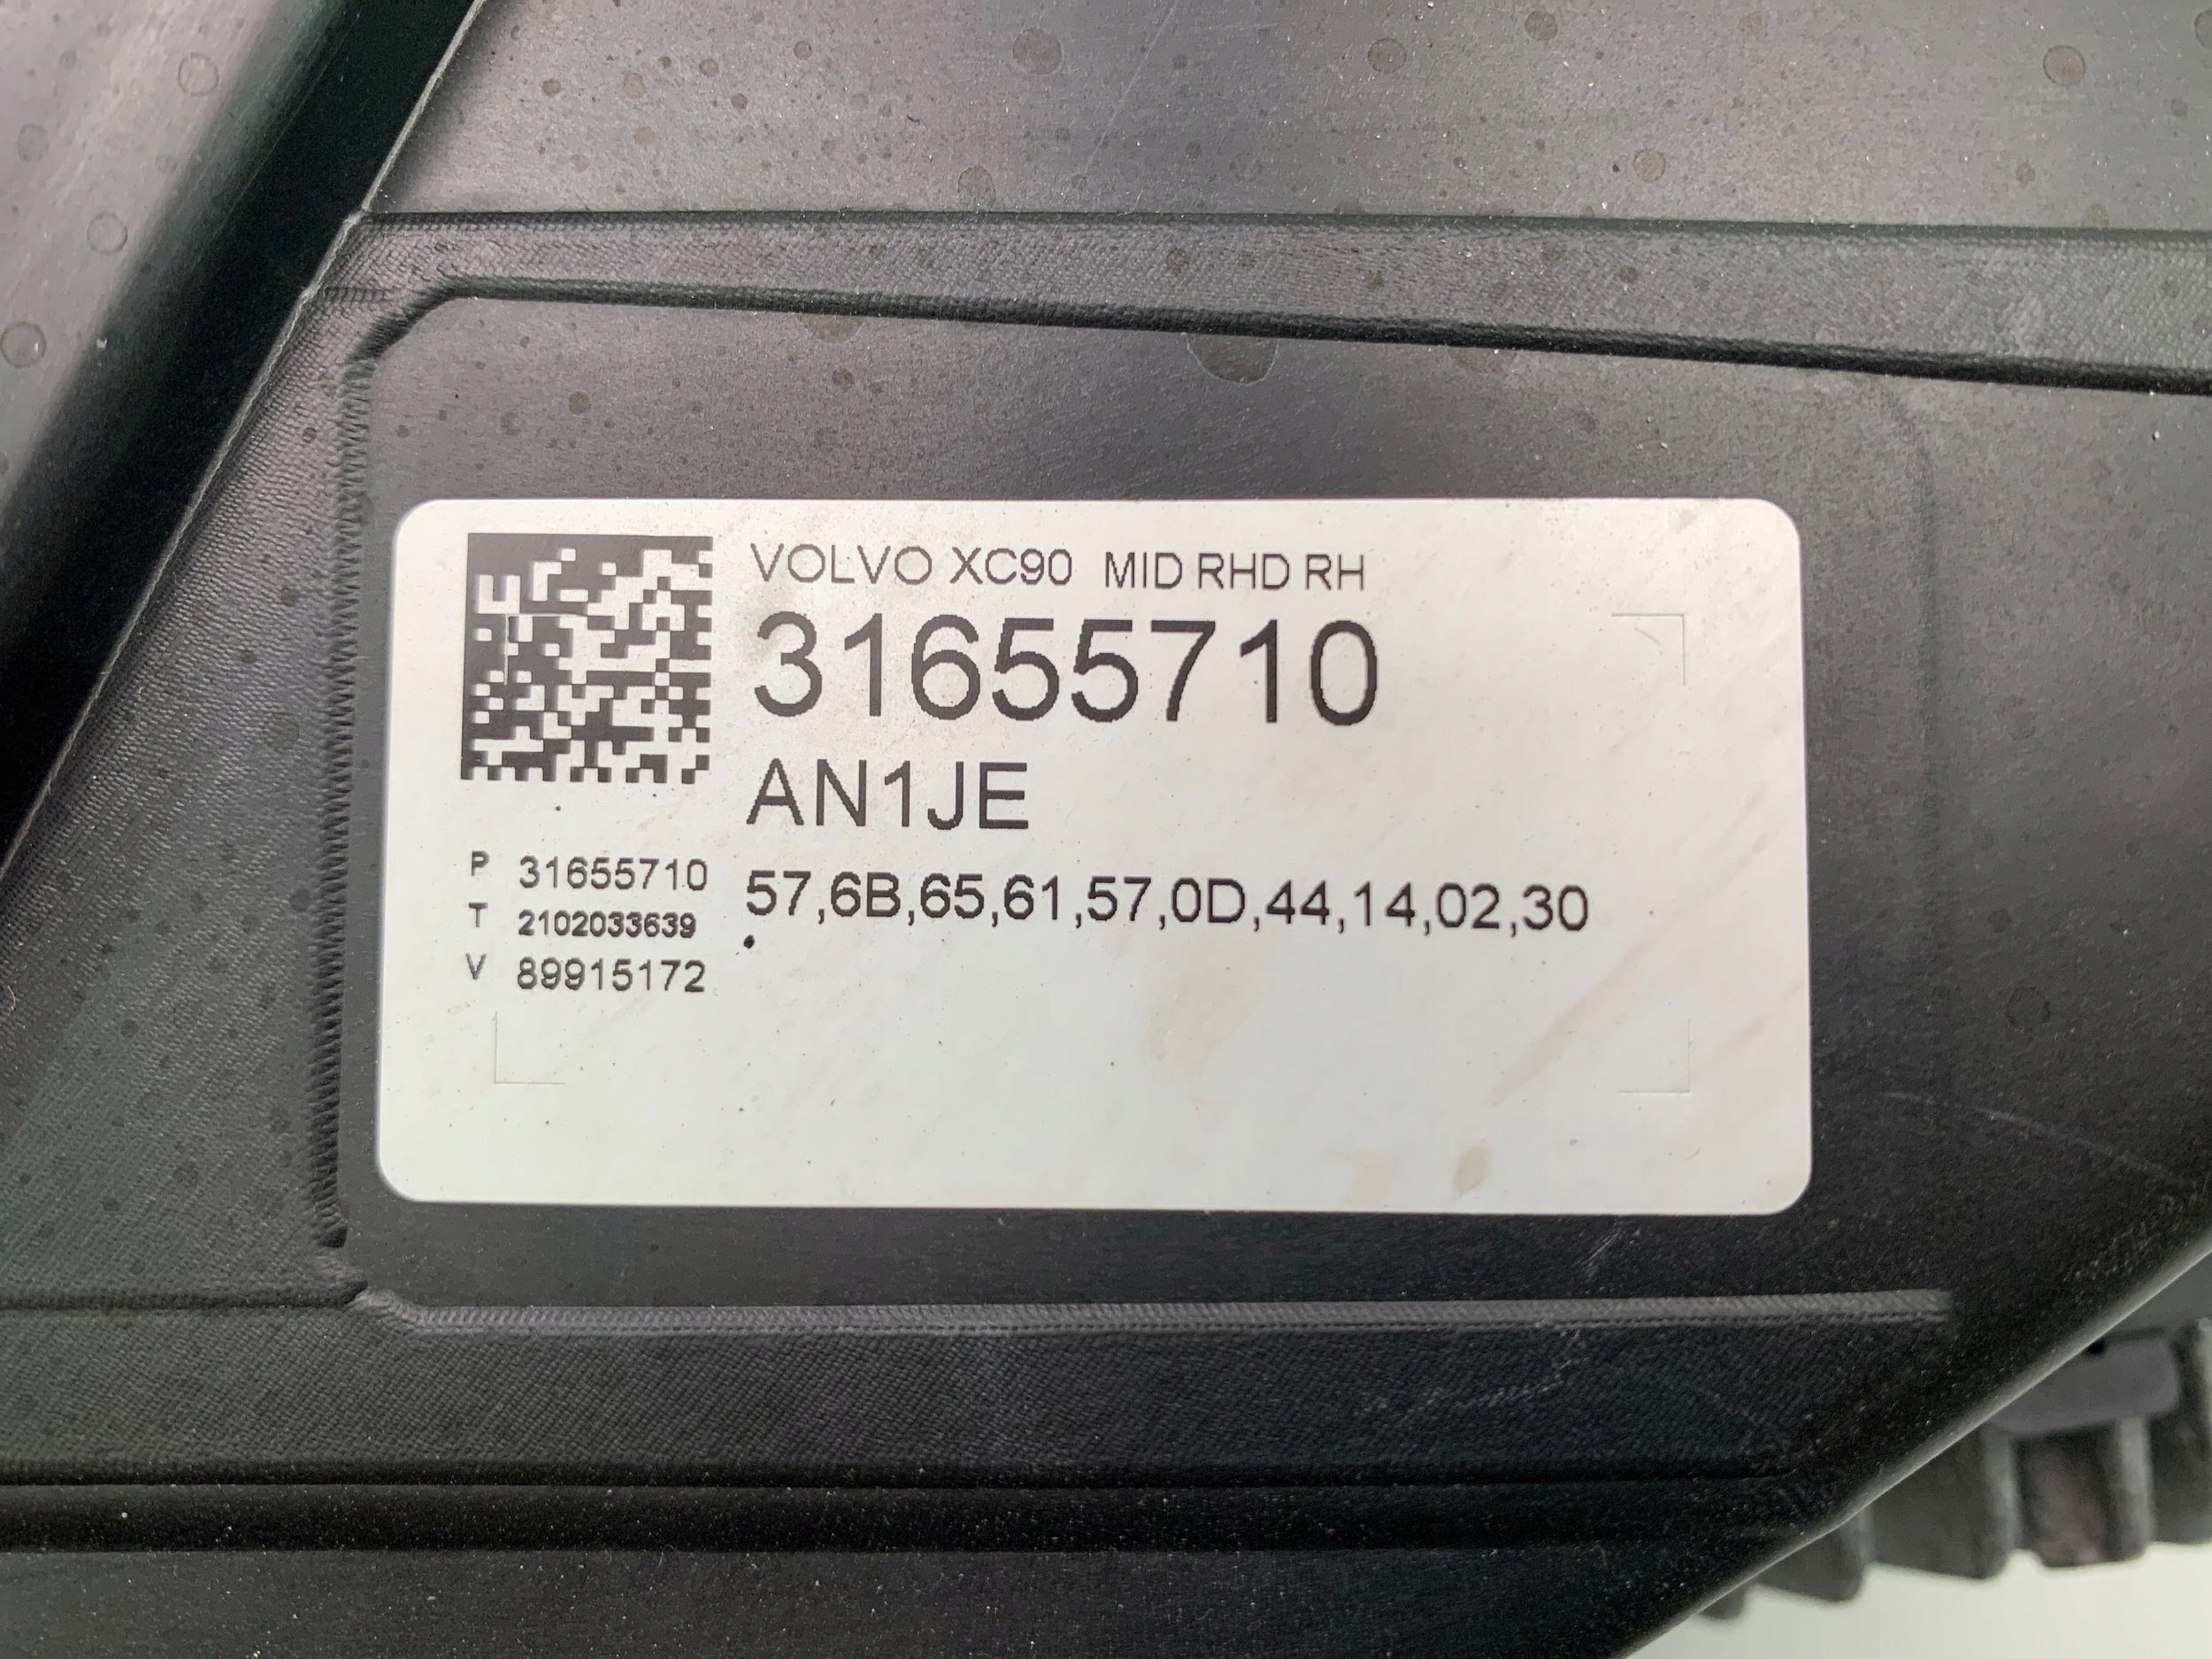 VOLVO XC90 MID RHD RH
31655710
AN1JE
57,6B,65,61,57,0D,44,14,02,30
P 31655710
T 2102033639
V 89915172